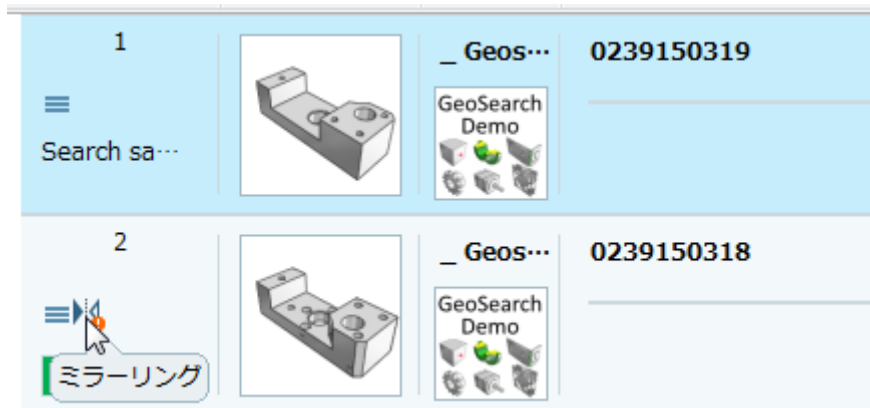 1
_ Geos…
0239150319
GeoSearch
Demo
Search sa…
2
_ Geos…
0239150318
GeoSearch
Demo
ミラーリング